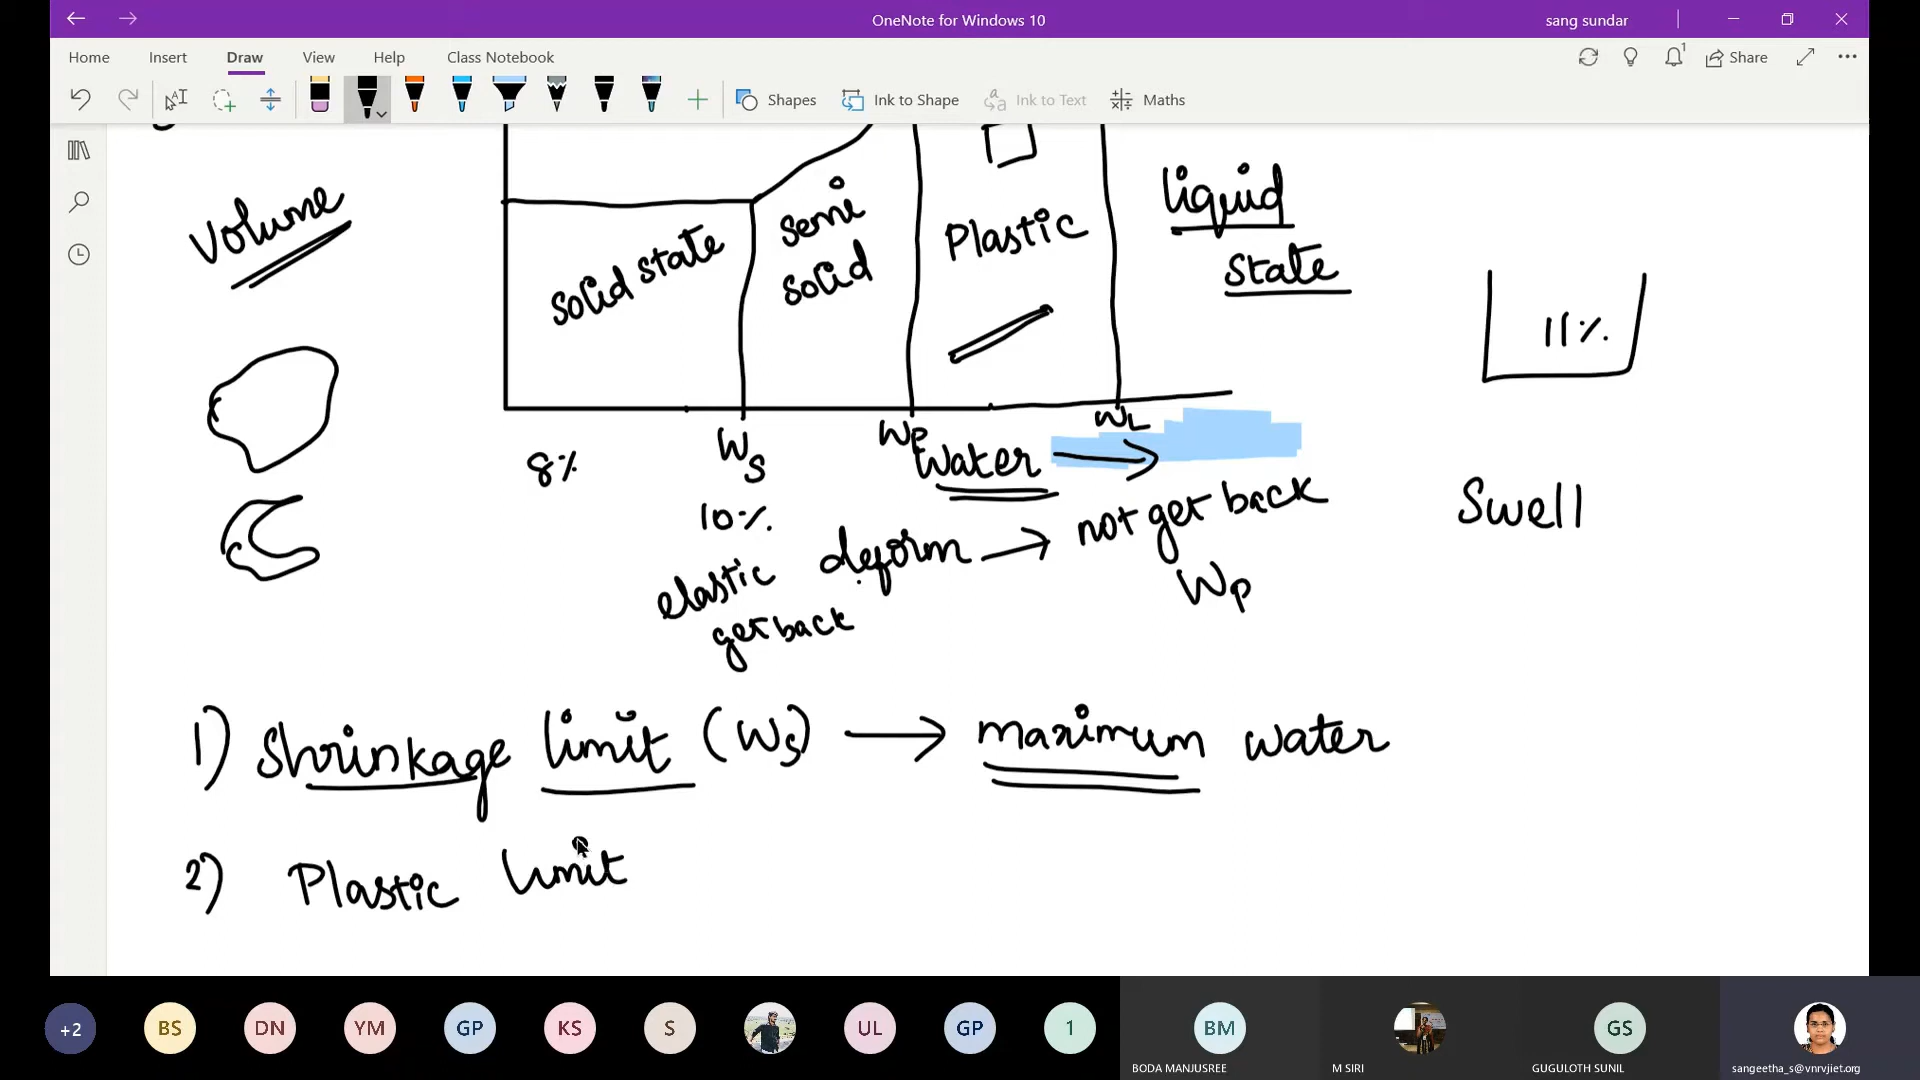 OneNote for Windows 10
sang sundar
Home Insert Draw View Help Class Notebook
1 Share
Shapes Ink to Shape Ink to Text Maths
Volume
solid state
semi
solid
Plastic
liquid
state
11%
8%
Ws
Wp
WL
Water
10%
elastic
get back
deform
not get back
Wp
Swell
1) Shrinkage limit (Ws) maximum water
2) Plastic limit
+2 BS DN YM GP KS S UL GP 1 BM GS
BODA MANJUSREE M SIRI GUGULOTH SUNIL sangeetha_s@vnrvjiet.org